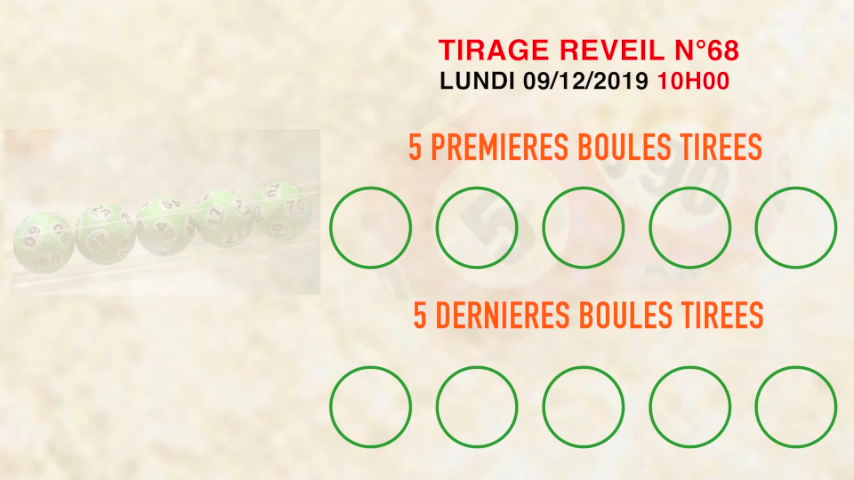 TIRAGE REVEIL N°68
LUNDI 09/12/2019 10H00
5 PREMIERES BOULES TIREES
5 DERNIERES BOULES TIREES